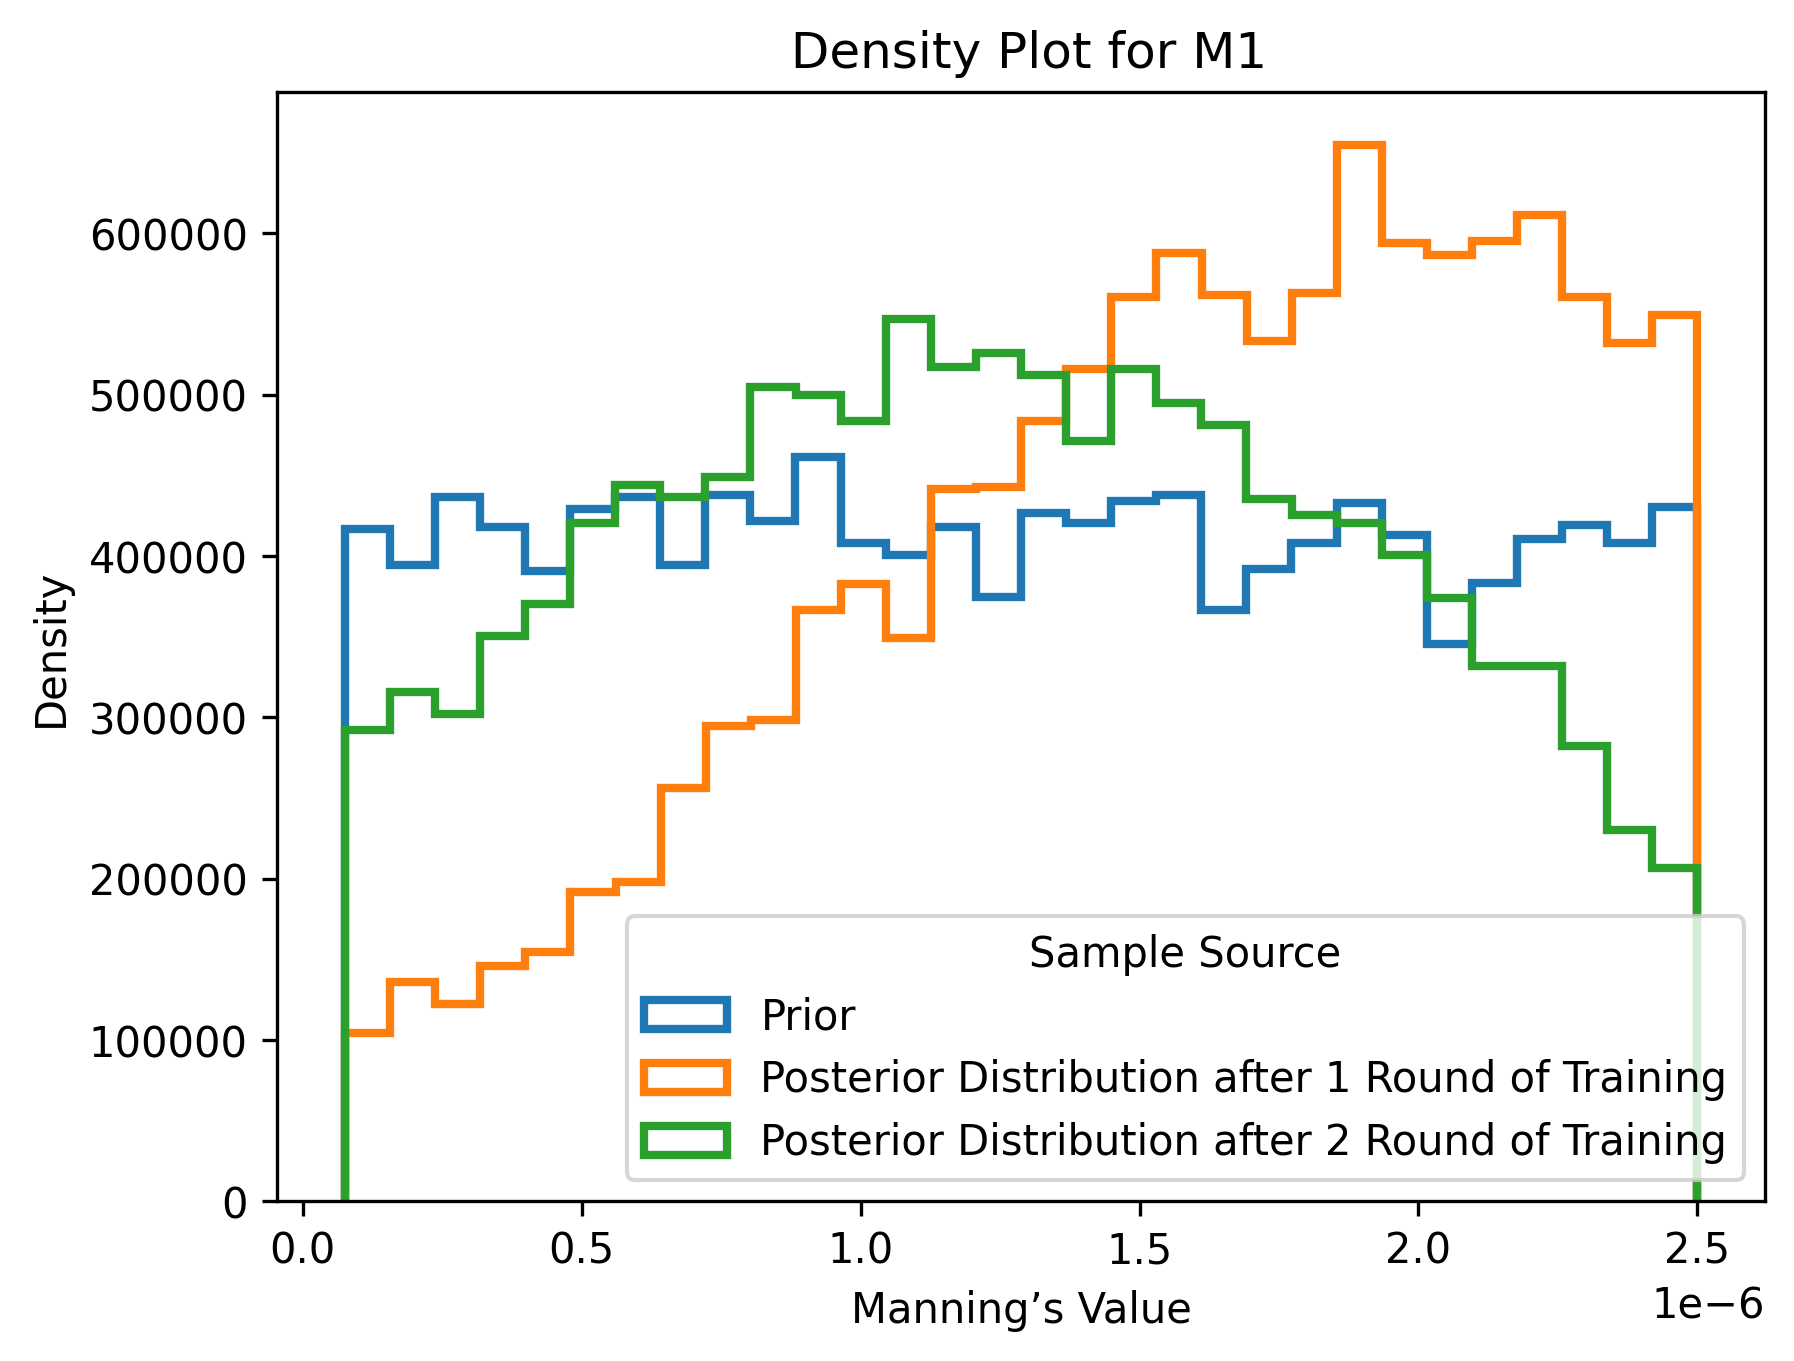 Density Plot for M1
Density
600000
500000
400000
300000
200000
100000
0
0.0 0.5 1.0 1.5 2.0 2.5
1e−6
Manning’s Value
Sample Source
Prior
Posterior Distribution after 1 Round of Training
Posterior Distribution after 2 Round of Training